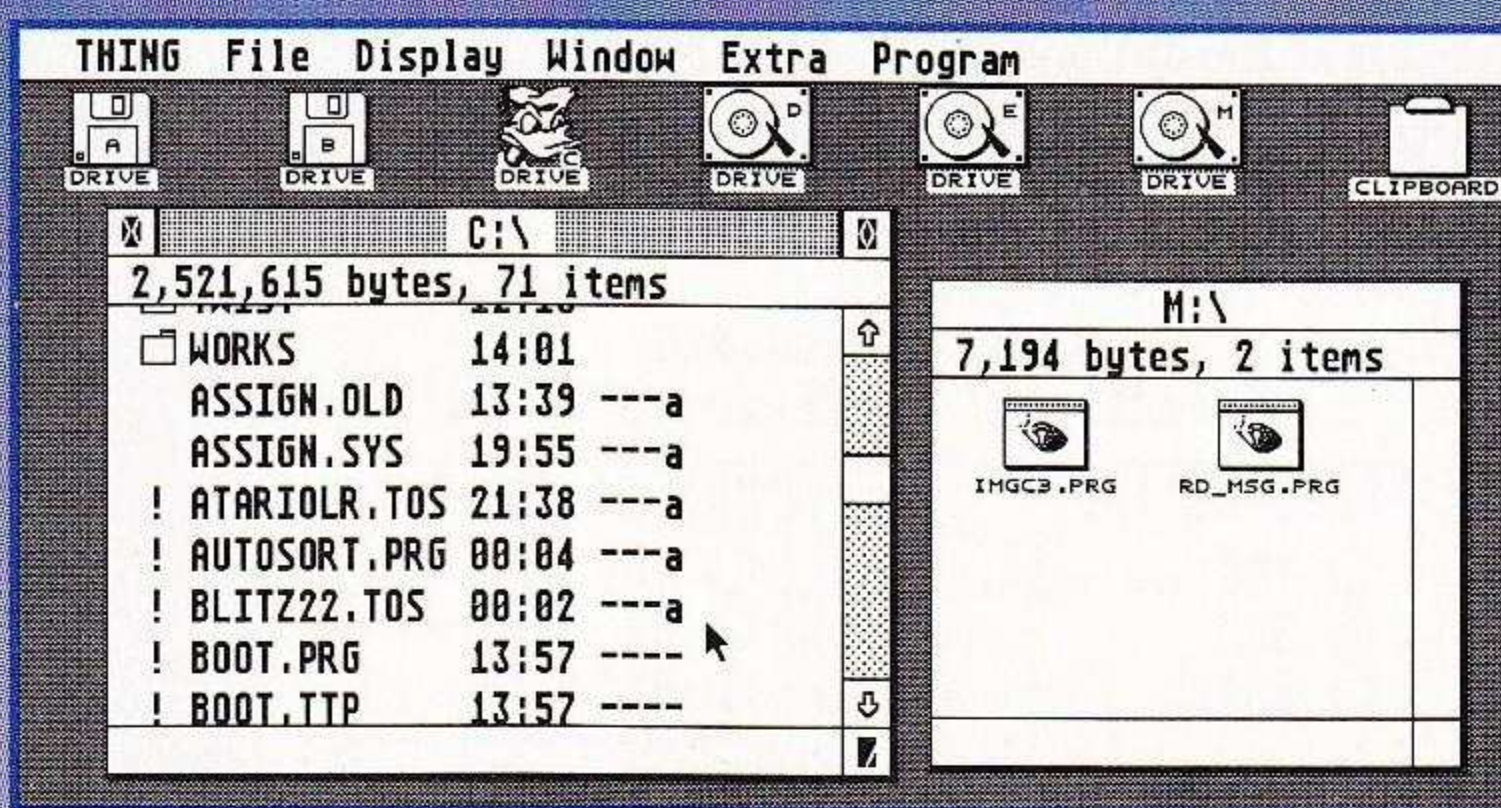 THING File Display Window Extra Program
A B C D E M
DRIVE DRIVE DRIVE DRIVE DRIVE DRIVE CLIPBOARD
C:\
2,521,615 bytes, 71 items
WORKS 14:01
ASSIGN.OLD 13:39 ---a
ASSIGN.SYS 19:55 ---a
! ATARIOLR.TOS 21:38 ---a
! AUTOSORT.PRG 00:04 ---a
! BLITZ22.TOS 00:02 ---a
! BOOT.PRG 13:57 ----
! BOOT.TTP 13:57 ----
M:\
7,194 bytes, 2 items
IMGC3.PRG RD_MSG.PRG